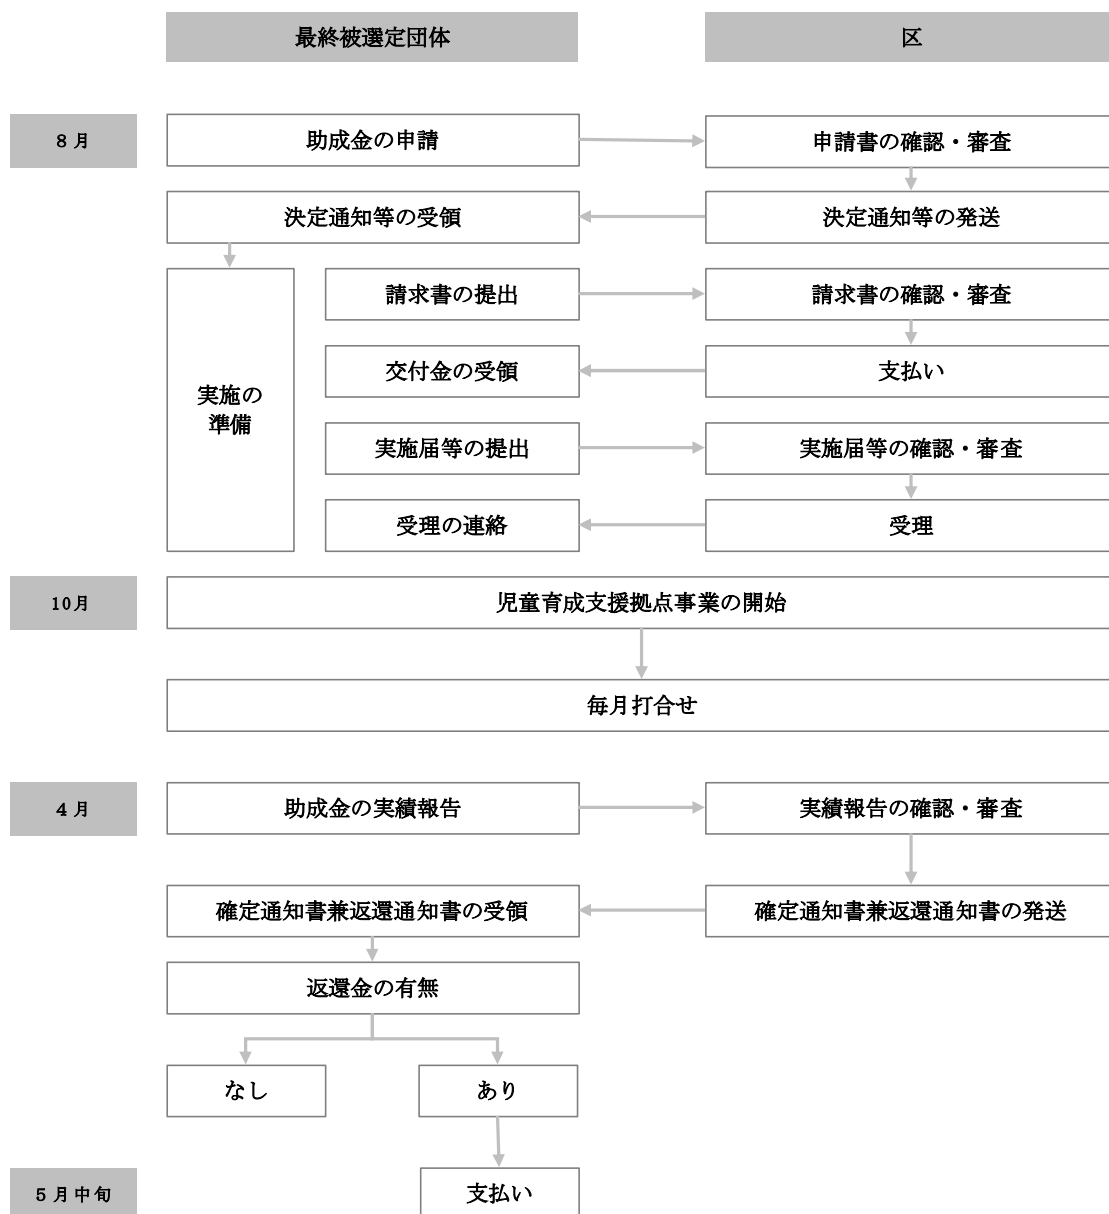 最終被選定団体
区
8月
助成金の申請
申請書の確認・審査
決定通知等の受領
決定通知等の発送
実施の
準備
請求書の提出
請求書の確認・審査
交付金の受領
支払い
実施届等の提出
実施届等の確認・審査
受理の連絡
受理
10月
児童育成支援拠点事業の開始
毎月打合せ
4月
助成金の実績報告
実績報告の確認・審査
確定通知書兼返還通知書の受領
確定通知書兼返還通知書の発送
返還金の有無
なし
あり
5月中旬
支払い